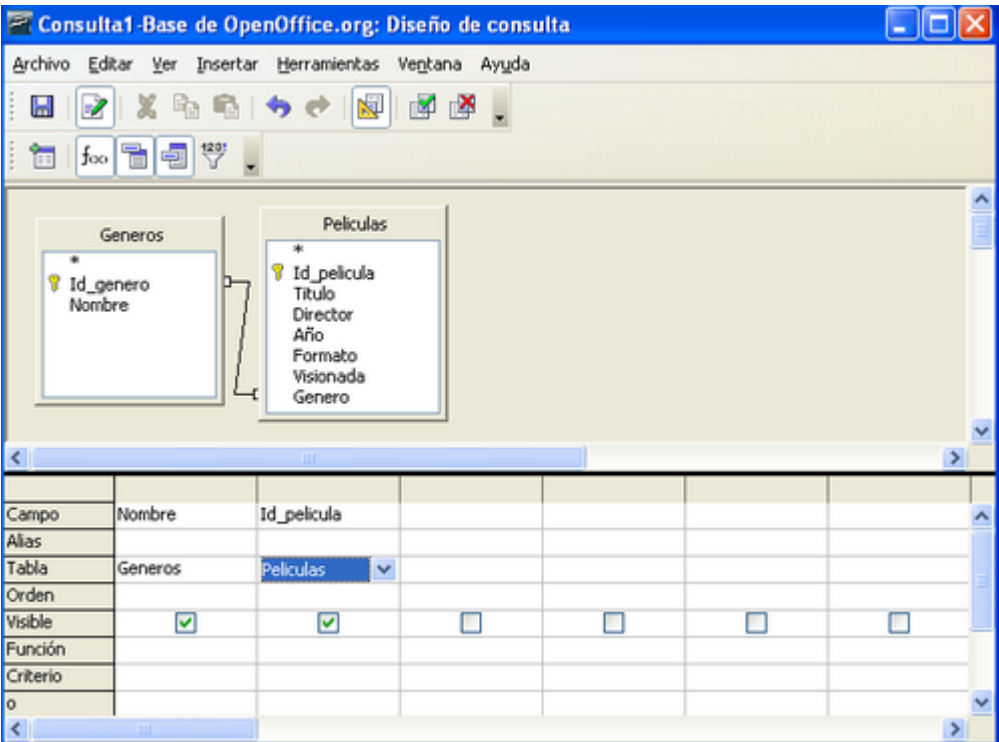 Consulta1-Base de OpenOffice.org: Diseño de consulta
Archivo Editar Ver Insertar Herramientas Ventana Ayuda
f∞
Generos
*
Id_genero
Nombre
Peliculas
*
Id_pelicula
Titulo
Director
Año
Formato
Visionada
Genero
Campo Nombre Id_pelicula
Alias
Tabla Generos Peliculas
Orden
Visible
Función
Criterio
o